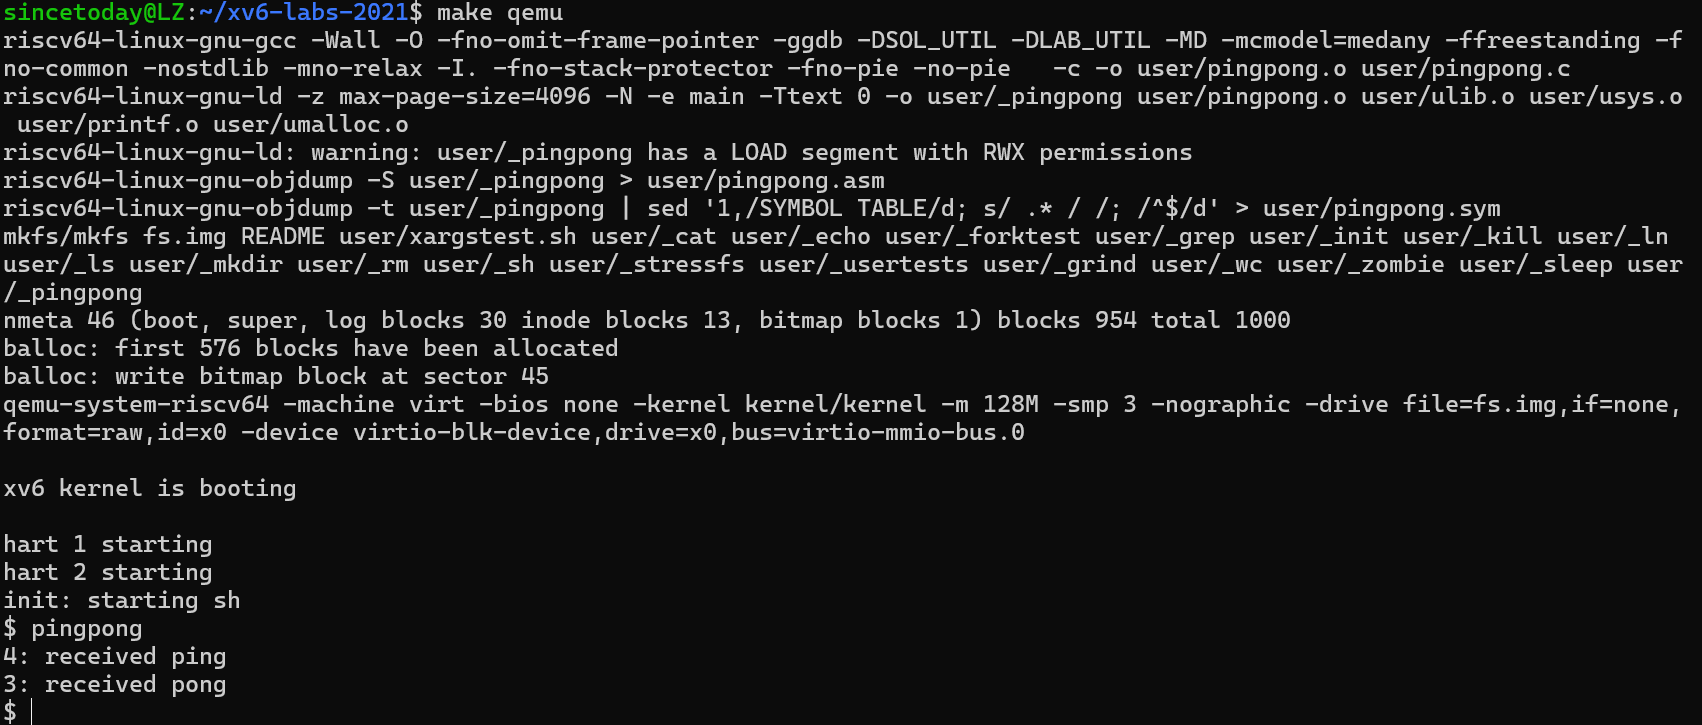 sincetoday@LZ:~/xv6-labs-2021$ make qemu
riscv64-linux-gnu-gcc -Wall -O -fno-omit-frame-pointer -ggdb -DSOL_UTIL -DLAB_UTIL -MD -mcmodel=medany -ffreestanding -f
no-common -nostdlib -mno-relax -I. -fno-stack-protector -fno-pie -no-pie   -c -o user/pingpong.o user/pingpong.c
riscv64-linux-gnu-ld -z max-page-size=4096 -N -e main -Ttext 0 -o user/_pingpong user/pingpong.o user/ulib.o user/usys.o
 user/printf.o user/umalloc.o
riscv64-linux-gnu-ld: warning: user/_pingpong has a LOAD segment with RWX permissions
riscv64-linux-gnu-objdump -S user/_pingpong > user/pingpong.asm
riscv64-linux-gnu-objdump -t user/_pingpong | sed '1,/SYMBOL TABLE/d; s/ .* / /; /^$/d' > user/pingpong.sym
mkfs/mkfs fs.img README user/xargstest.sh user/_cat user/_echo user/_forktest user/_grep user/_init user/_kill user/_ln
user/_ls user/_mkdir user/_rm user/_sh user/_stressfs user/_usertests user/_grind user/_wc user/_zombie user/_sleep user
/_pingpong
nmeta 46 (boot, super, log blocks 30 inode blocks 13, bitmap blocks 1) blocks 954 total 1000
balloc: first 576 blocks have been allocated
balloc: write bitmap block at sector 45
qemu-system-riscv64 -machine virt -bios none -kernel kernel/kernel -m 128M -smp 3 -nographic -drive file=fs.img,if=none,
format=raw,id=x0 -device virtio-blk-device,drive=x0,bus=virtio-mmio-bus.0
xv6 kernel is booting
hart 1 starting
hart 2 starting
init: starting sh
$ pingpong
4: received ping
3: received pong
$